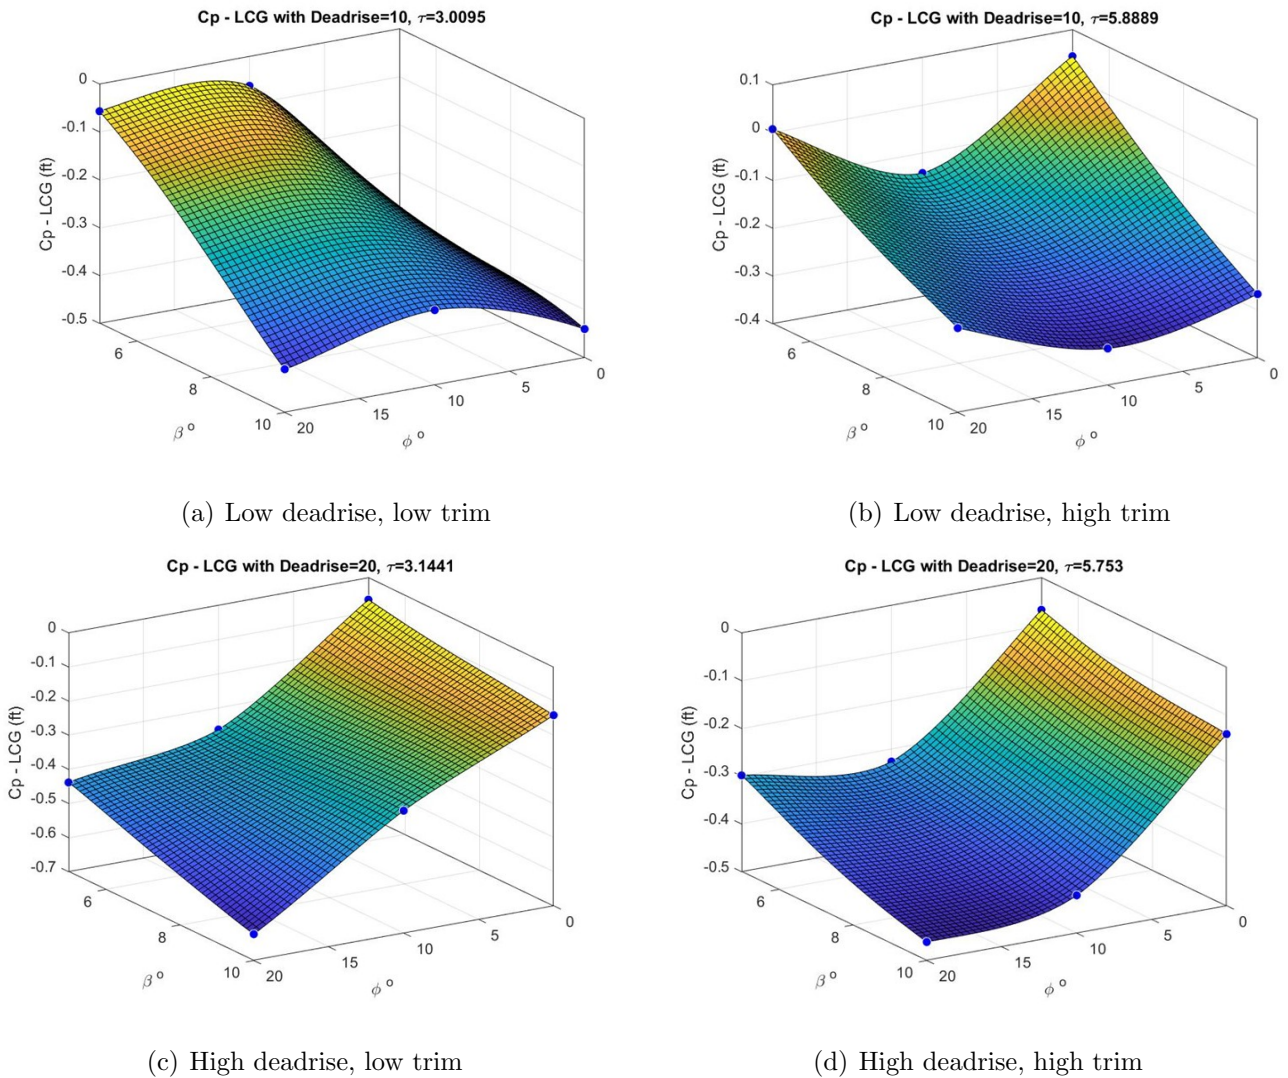 Cp - LCG with Deadrise=10, τ=3.0095
0
-0.1
-0.2
-0.3
-0.4
-0.5
Cp - LCG (ft)
6
8
10
β °
20
15
10
5
0
ϕ °
(a) Low deadrise, low trim
Cp - LCG with Deadrise=10, τ=5.8889
0.1
0
-0.1
-0.2
-0.3
-0.4
Cp - LCG (ft)
6
8
10
β °
20
15
10
5
0
ϕ °
(b) Low deadrise, high trim
Cp - LCG with Deadrise=20, τ=3.1441
0
-0.1
-0.2
-0.3
-0.4
-0.5
-0.6
-0.7
Cp - LCG (ft)
6
8
10
β °
20
15
10
5
0
ϕ °
(c) High deadrise, low trim
Cp - LCG with Deadrise=20, τ=5.753
0
-0.1
-0.2
-0.3
-0.4
-0.5
Cp - LCG (ft)
6
8
10
β °
20
15
10
5
0
ϕ °
(d) High deadrise, high trim